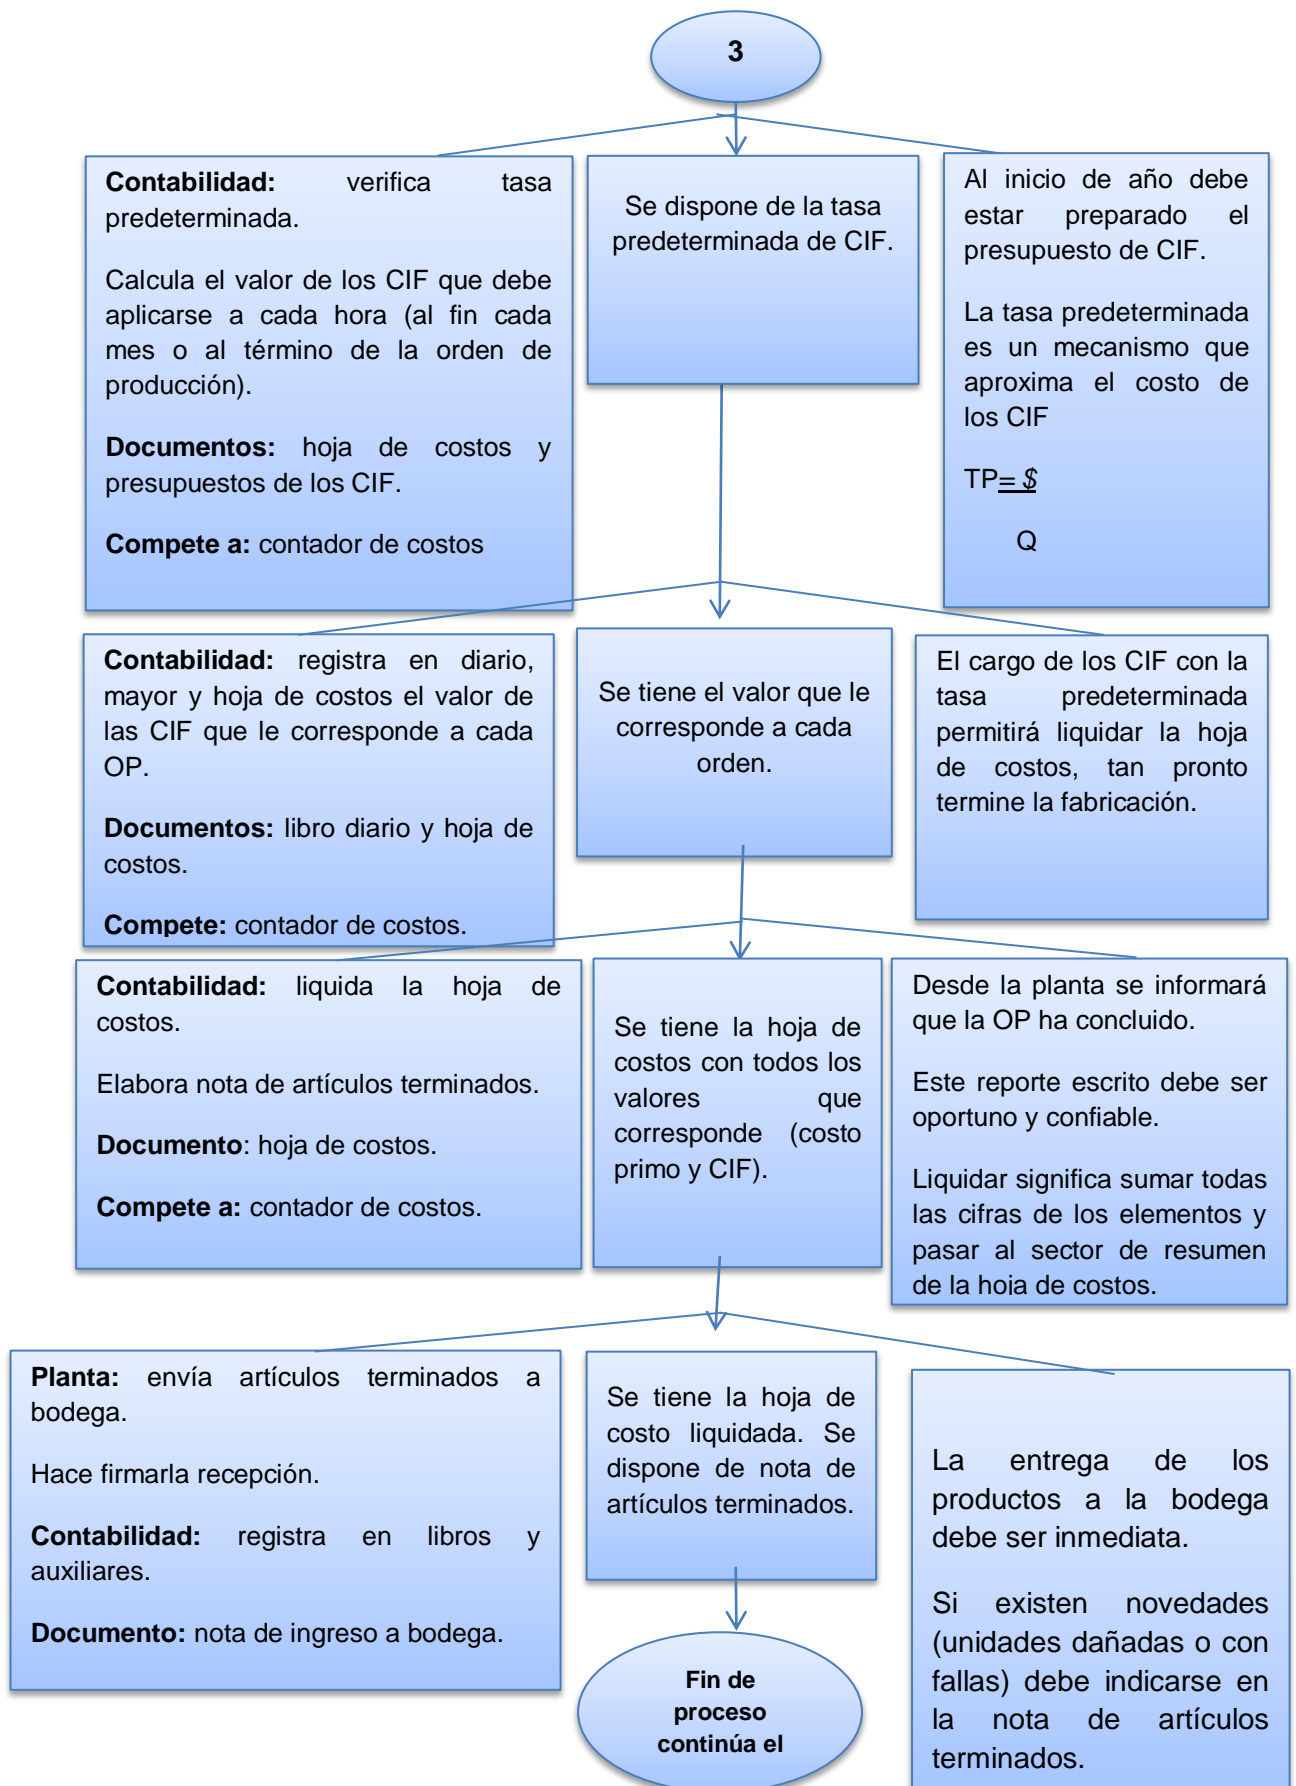 3
Contabilidad: verifica tasa
predeterminada.
Calcula el valor de los CIF que debe
aplicarse a cada hora (al fin cada
mes o al término de la orden de
producción).
Documentos: hoja de costos y
presupuestos de los CIF.
Compete a: contador de costos
Se dispone de la tasa
predeterminada de CIF.
Al inicio de año debe
estar preparado el
presupuesto de CIF.
La tasa predeterminada
es un mecanismo que
aproxima el costo de
los CIF
TP= $
Q
Contabilidad: registra en diario,
mayor y hoja de costos el valor de
las CIF que le corresponde a cada
OP.
Documentos: libro diario y hoja de
costos.
Compete: contador de costos.
Se tiene el valor que le
corresponde a cada
orden.
El cargo de los CIF con la
tasa predeterminada
permitirá liquidar la hoja
de costos, tan pronto
termine la fabricación.
Contabilidad: liquida la hoja de
costos.
Elabora nota de artículos terminados.
Documento: hoja de costos.
Compete a: contador de costos.
Se tiene la hoja de
costos con todos los
valores que
corresponde (costo
primo y CIF).
Desde la planta se informará
que la OP ha concluido.
Este reporte escrito debe ser
oportuno y confiable.
Liquidar significa sumar todas
las cifras de los elementos y
pasar al sector de resumen
de la hoja de costos.
Planta: envía artículos terminados a
bodega.
Hace firmarla recepción.
Contabilidad: registra en libros y
auxiliares.
Documento: nota de ingreso a bodega.
Se tiene la hoja de
costo liquidada. Se
dispone de nota de
artículos terminados.
La entrega de los
productos a la bodega
debe ser inmediata.
Si existen novedades
(unidades dañadas o con
fallas) debe indicarse en
la nota de artículos
terminados.
Fin de
proceso
continúa el